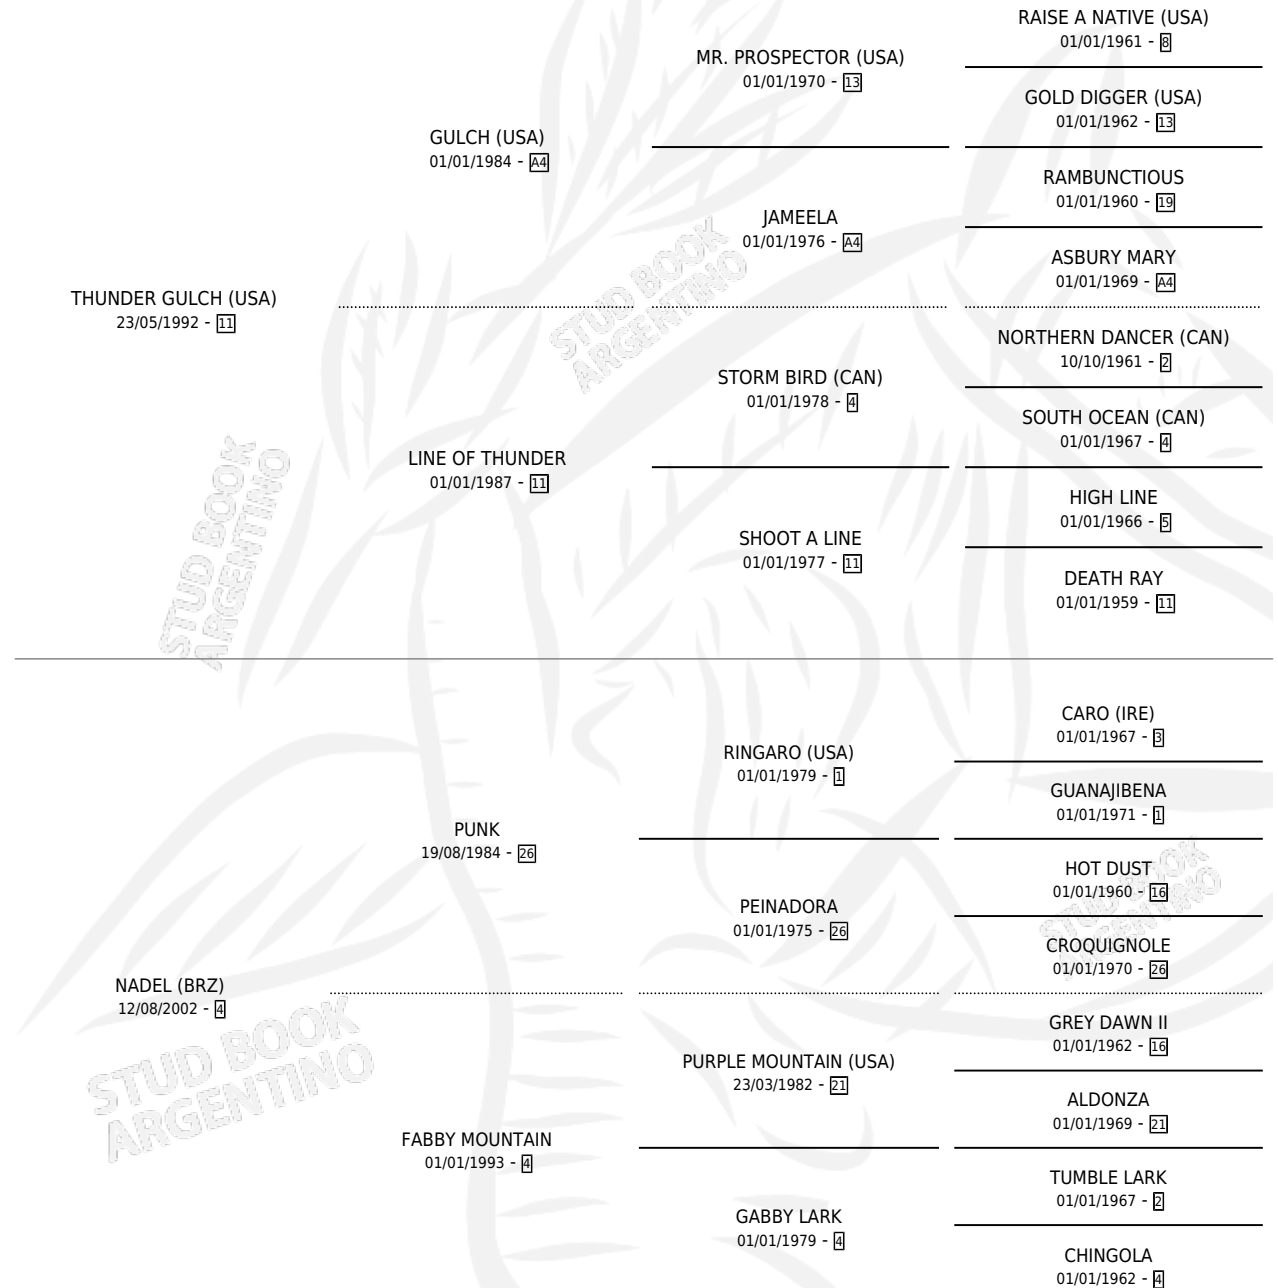 RAISE A NATIVE (USA)
01/01/1961 - 8
MR. PROSPECTOR (USA)
01/01/1970 - 13
GOLD DIGGER (USA)
01/01/1962 - 13
GULCH (USA)
01/01/1984 - A4
RAMBUNCTIOUS
01/01/1960 - 19
JAMEELA
01/01/1976 - A4
ASBURY MARY
01/01/1969 - A4
THUNDER GULCH (USA)
23/05/1992 - 11
NORTHERN DANCER (CAN)
10/10/1961 - 2
STORM BIRD (CAN)
01/01/1978 - 4
SOUTH OCEAN (CAN)
01/01/1967 - 4
LINE OF THUNDER
01/01/1987 - 11
HIGH LINE
01/01/1966 - 5
SHOOT A LINE
01/01/1977 - 11
DEATH RAY
01/01/1959 - 11
CARO (IRE)
01/01/1967 - 3
RINGARO (USA)
01/01/1979 - 1
GUANAJIBENA
01/01/1971 - 1
PUNK
19/08/1984 - 26
HOT DUST
01/01/1960 - 16
PEINADORA
01/01/1975 - 26
CROQUIGNOLE
01/01/1970 - 26
NADEL (BRZ)
12/08/2002 - 4
GREY DAWN II
01/01/1962 - 16
PURPLE MOUNTAIN (USA)
23/03/1982 - 21
ALDONZA
01/01/1969 - 21
FABBY MOUNTAIN
01/01/1993 - 4
TUMBLE LARK
01/01/1967 - 2
GABBY LARK
01/01/1979 - 4
CHINGOLA
01/01/1962 - 4
STUD BOOK
ARGENTINO
STUD BOOK
ARGENTINO
STUD BOOK
ARGENTINO
STUD BOOK
ARGENTINO